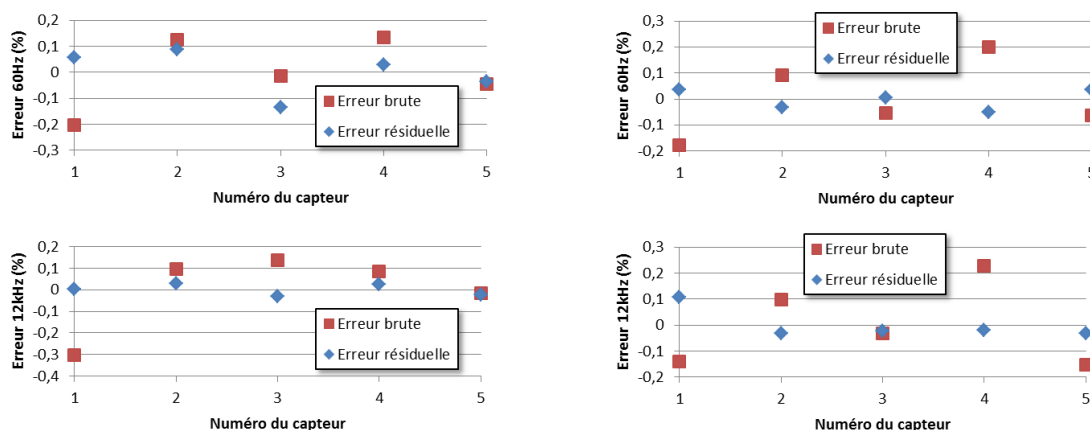 0,2
0,1
0
-0,1
-0,2
-0,3
Erreur 60Hz (%)
Erreur brute
Erreur résiduelle
1 2 3 4 5
Numéro du capteur
0,3
0,2
0,1
0
-0,1
-0,2
Erreur 60Hz (%)
Erreur brute
Erreur résiduelle
1 2 3 4 5
Numéro du capteur
0,2
0,1
0
-0,1
-0,2
-0,3
-0,4
Erreur 12kHz (%)
Erreur brute
Erreur résiduelle
1 2 3 4 5
Numéro du capteur
0,3
0,2
0,1
0
-0,1
-0,2
Erreur 12kHz (%)
Erreur brute
Erreur résiduelle
1 2 3 4 5
Numéro du capteur